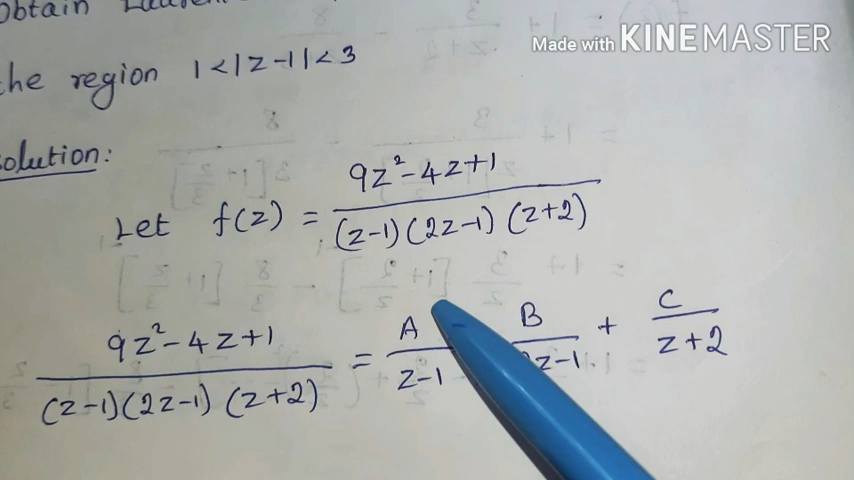 Made with KINEMASTER
the region 1<|z-1|<3
Solution:
Let f(z) = 9z²-4z+1 / (z-1)(2z-1)(z+2)
9z²-4z+1 / (z-1)(2z-1)(z+2) = A / z-1 B / 2z-1 + C / z+2